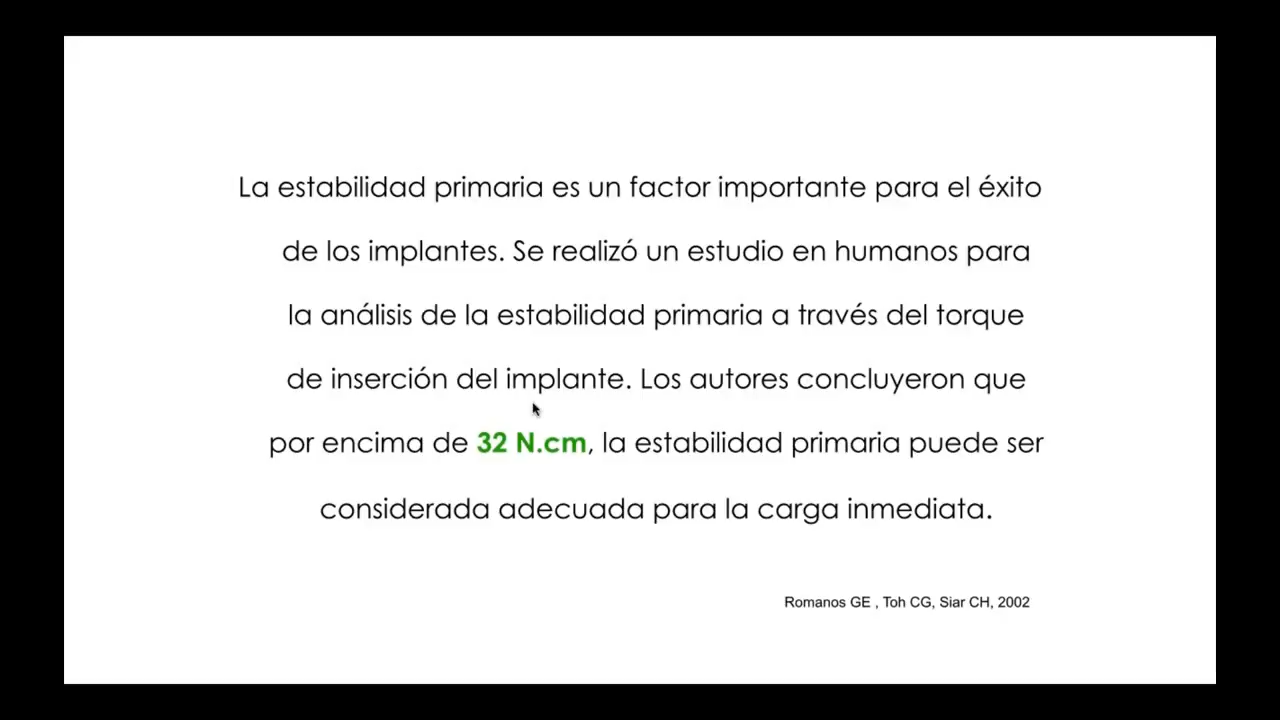 La estabilidad primaria es un factor importante para el éxito
de los implantes. Se realizó un estudio en humanos para
la análisis de la estabilidad primaria a través del torque
de inserción del implante. Los autores concluyeron que
por encima de 32 N.cm, la estabilidad primaria puede ser
considerada adecuada para la carga inmediata.
Romanos GE , Toh CG, Siar CH, 2002